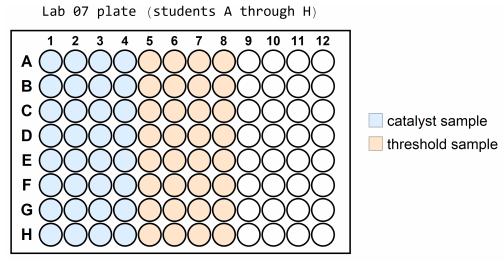 Lab 07 plate (students A through H)
1 2 3 4 5 6 7 8 9 10 11 12
A
B
C
D
E
F
G
H
catalyst sample
threshold sample